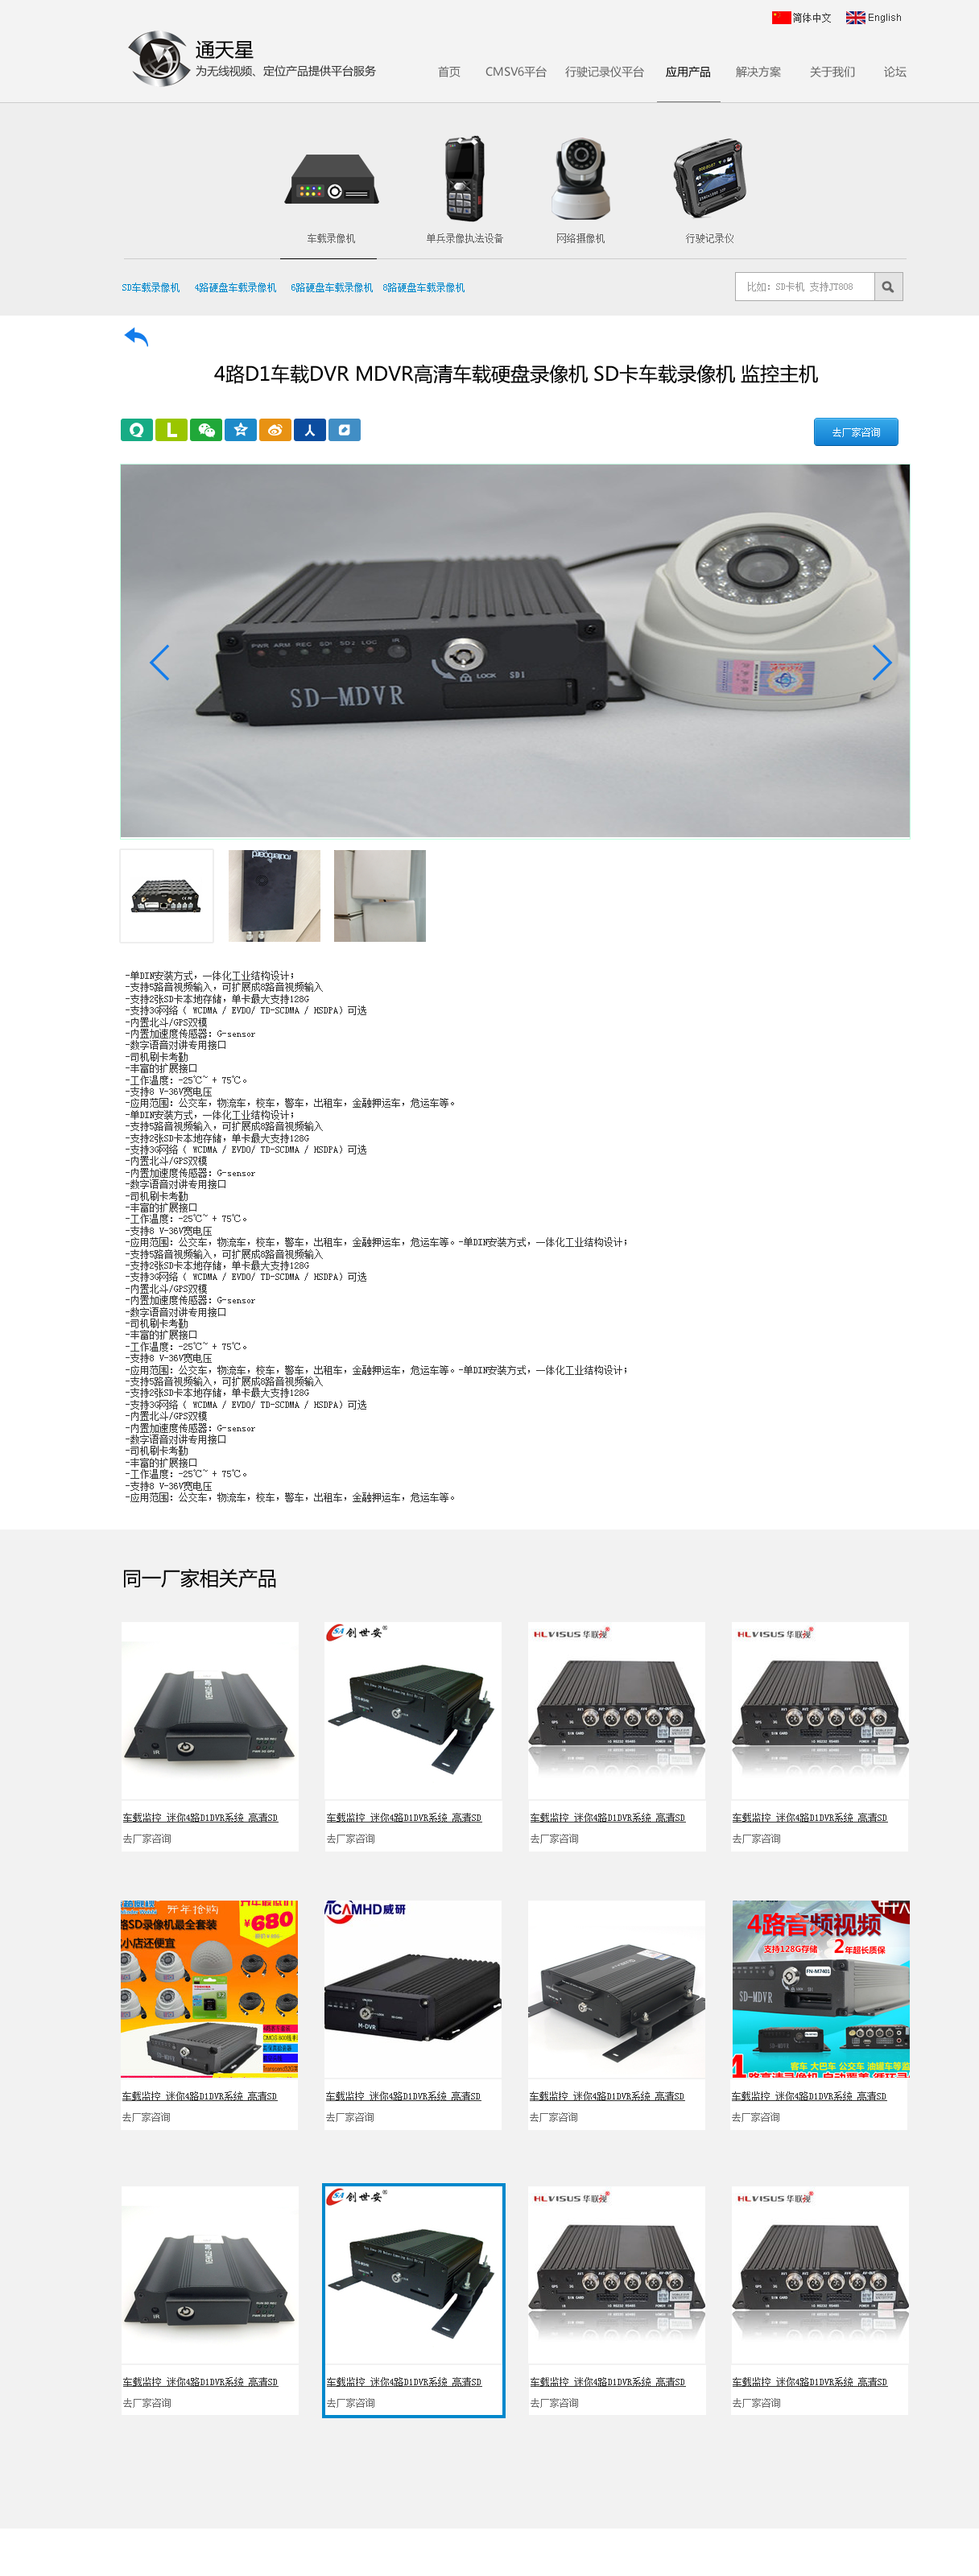 简体中文 English
通天星
为无线视频、定位产品提供平台服务
首页 CMSV6平台 行驶记录仪平台 应用产品 解决方案 关于我们 论坛
车载录像机 单兵录像执法设备 网络摄像机 行驶记录仪
SD车载录像机 4路硬盘车载录像机 6路硬盘车载录像机 8路硬盘车载录像机
比如：SD卡机 支持JT808
4路D1车载DVR MDVR高清车载硬盘录像机 SD卡车载录像机 监控主机
去厂家咨询
PWR ARM REC SD1 SD2 LOC IR
LOCK SD1
SD-MDVR
routerboard
-单DIN安装方式，一体化工业结构设计；
-支持5路音视频输入，可扩展成8路音视频输入
-支持2张SD卡本地存储，单卡最大支持128G
-支持3G网络（ WCDMA / EVDO/ TD-SCDMA / HSDPA）可选
-内置北斗/GPS双模
-内置加速度传感器：G-sensor
-数字语音对讲专用接口
-司机刷卡考勤
-丰富的扩展接口
-工作温度：-25℃~ + 75℃。
-支持8 V-36V宽电压
-应用范围：公交车，物流车，校车，警车，出租车，金融押运车，危运车等。
-单DIN安装方式，一体化工业结构设计；
-支持5路音视频输入，可扩展成8路音视频输入
-支持2张SD卡本地存储，单卡最大支持128G
-支持3G网络（ WCDMA / EVDO/ TD-SCDMA / HSDPA）可选
-内置北斗/GPS双模
-内置加速度传感器：G-sensor
-数字语音对讲专用接口
-司机刷卡考勤
-丰富的扩展接口
-工作温度：-25℃~ + 75℃。
-支持8 V-36V宽电压
-应用范围：公交车，物流车，校车，警车，出租车，金融押运车，危运车等。-单DIN安装方式，一体化工业结构设计；
-支持5路音视频输入，可扩展成8路音视频输入
-支持2张SD卡本地存储，单卡最大支持128G
-支持3G网络（ WCDMA / EVDO/ TD-SCDMA / HSDPA）可选
-内置北斗/GPS双模
-内置加速度传感器：G-sensor
-数字语音对讲专用接口
-司机刷卡考勤
-丰富的扩展接口
-工作温度：-25℃~ + 75℃。
-支持8 V-36V宽电压
-应用范围：公交车，物流车，校车，警车，出租车，金融押运车，危运车等。-单DIN安装方式，一体化工业结构设计；
-支持5路音视频输入，可扩展成8路音视频输入
-支持2张SD卡本地存储，单卡最大支持128G
-支持3G网络（ WCDMA / EVDO/ TD-SCDMA / HSDPA）可选
-内置北斗/GPS双模
-内置加速度传感器：G-sensor
-数字语音对讲专用接口
-司机刷卡考勤
-丰富的扩展接口
-工作温度：-25℃~ + 75℃。
-支持8 V-36V宽电压
-应用范围：公交车，物流车，校车，警车，出租车，金融押运车，危运车等。
同一厂家相关产品
创世安 HLVISUS 华联视 HLVISUS 华联视
车载监控 迷你4路D1DVR系统 高清SD 车载监控 迷你4路D1DVR系统 高清SD 车载监控 迷你4路D1DVR系统 高清SD 车载监控 迷你4路D1DVR系统 高清SD
去厂家咨询 去厂家咨询 去厂家咨询 去厂家咨询
开年抢购
¥680
路SD录像机最全套装
小店还便宜
VICAMHD威研
M-DVR
4路音频视频
支持128G存储 2年超长质保
FN-M7401
SD-MDVR
客车 大巴车 公交车 油罐车等
车载监控 迷你4路D1DVR系统 高清SD 车载监控 迷你4路D1DVR系统 高清SD 车载监控 迷你4路D1DVR系统 高清SD 车载监控 迷你4路D1DVR系统 高清SD
去厂家咨询 去厂家咨询 去厂家咨询 去厂家咨询
创世安 HLVISUS 华联视 HLVISUS 华联视
车载监控 迷你4路D1DVR系统 高清SD 车载监控 迷你4路D1DVR系统 高清SD 车载监控 迷你4路D1DVR系统 高清SD 车载监控 迷你4路D1DVR系统 高清SD
去厂家咨询 去厂家咨询 去厂家咨询 去厂家咨询